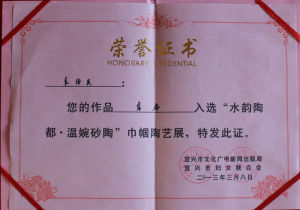 荣誉证书
HONORARY CREDENTIAL
您的作品 入选“水韵陶
都·温婉砂陶”巾帼陶艺展，特发此证。
宜兴市文化广电新闻出版局
宜兴市妇女联合会
二〇一三年三月八日